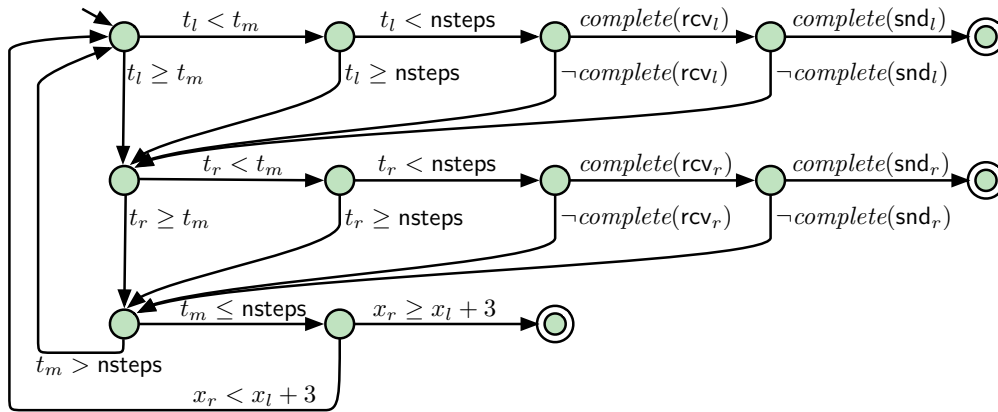 t_l < t_m t_l < nsteps complete(rcv_l) complete(snd_l)
t_l ≥ t_m t_l ≥ nsteps ¬complete(rcv_l) ¬complete(snd_l)
t_r < t_m t_r < nsteps complete(rcv_r) complete(snd_r)
t_r ≥ t_m t_r ≥ nsteps ¬complete(rcv_r) ¬complete(snd_r)
t_m ≤ nsteps x_r ≥ x_l + 3
t_m > nsteps
x_r < x_l + 3